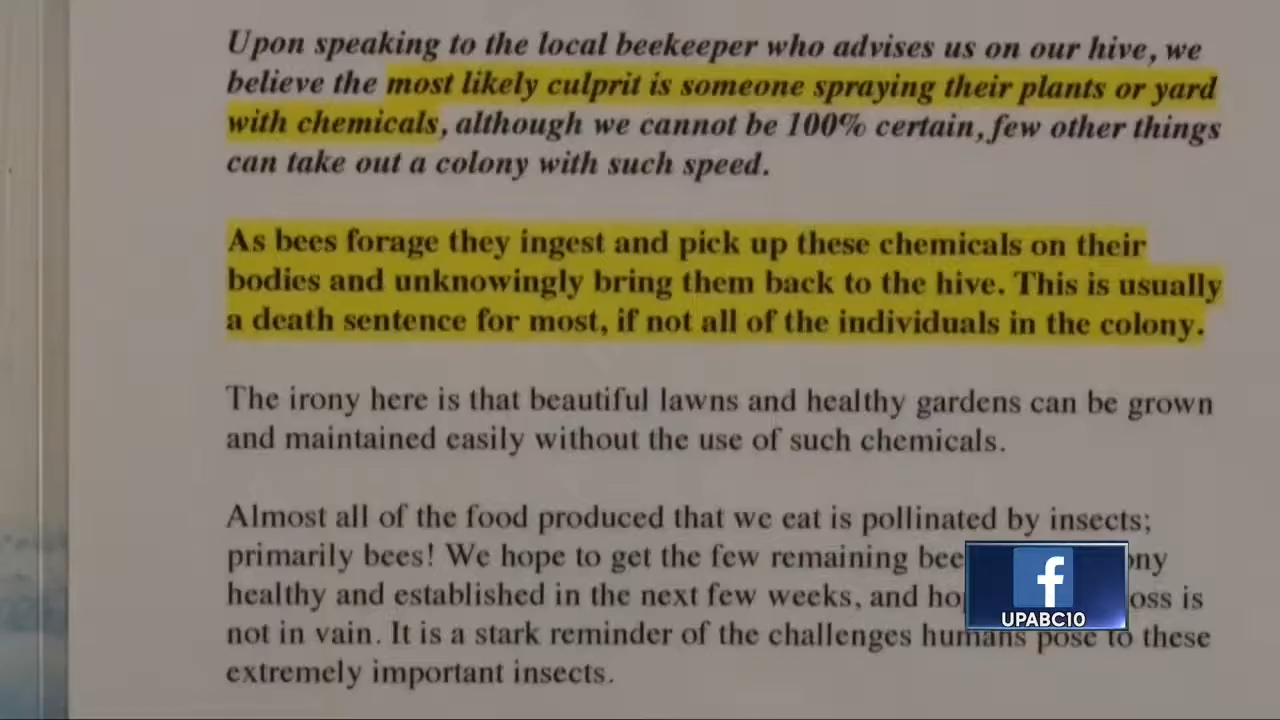 Upon speaking to the local beekeeper who advises us on our hive, we
believe the most likely culprit is someone spraying their plants or yard
with chemicals, although we cannot be 100% certain, few other things
can take out a colony with such speed.
As bees forage they ingest and pick up these chemicals on their
bodies and unknowingly bring them back to the hive. This is usually
a death sentence for most, if not all of the individuals in the colony.
The irony here is that beautiful lawns and healthy gardens can be grown
and maintained easily without the use of such chemicals.
Almost all of the food produced that we eat is pollinated by insects;
primarily bees! We hope to get the few remaining
healthy and established in the next few weeks, and is
not in vain. It is a stark reminder of the challenges humans pose to these
extremely important insects.
f
UPABC10